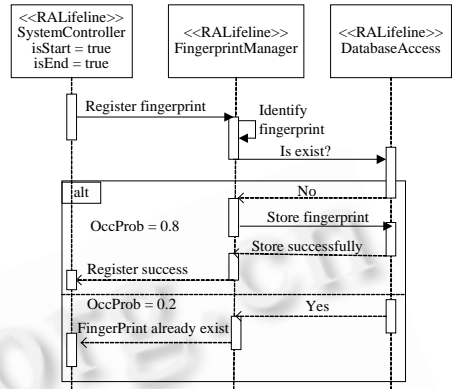 <<RALifeline>>
SystemController
isStart = true
isEnd = true
<<RALifeline>>
FingerprintManager
<<RALifeline>>
DatabaseAccess
Register fingerprint
Identify
fingerprint
Is exist?
alt
No
OccProb = 0.8
Store fingerprint
Store successfully
Register success
OccProb = 0.2
Yes
FingerPrint already exist